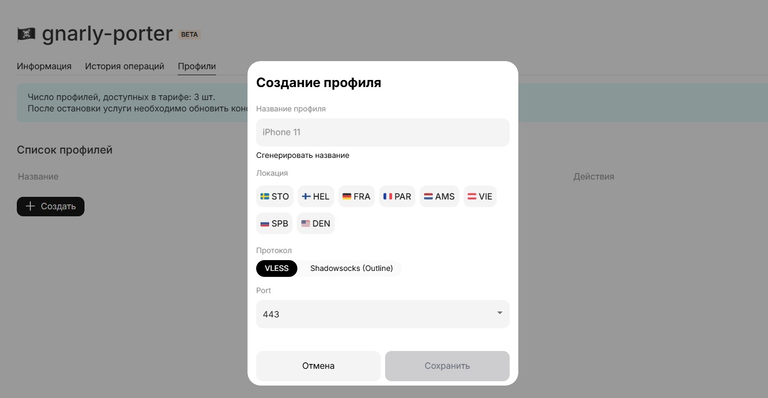 gnarly-porter BETA
Информация История операций Профили
Число профилей, доступных в тарифе: 3 шт.
После остановки услуги необходимо обновить кон
Список профилей
Название Действия
Создать
Создание профиля
Название профиля
iPhone 11
Сгенерировать название
Локация
STO HEL FRA PAR AMS VIE
SPB DEN
Протокол
VLESS Shadowsocks (Outline)
Port
443
Отмена Сохранить